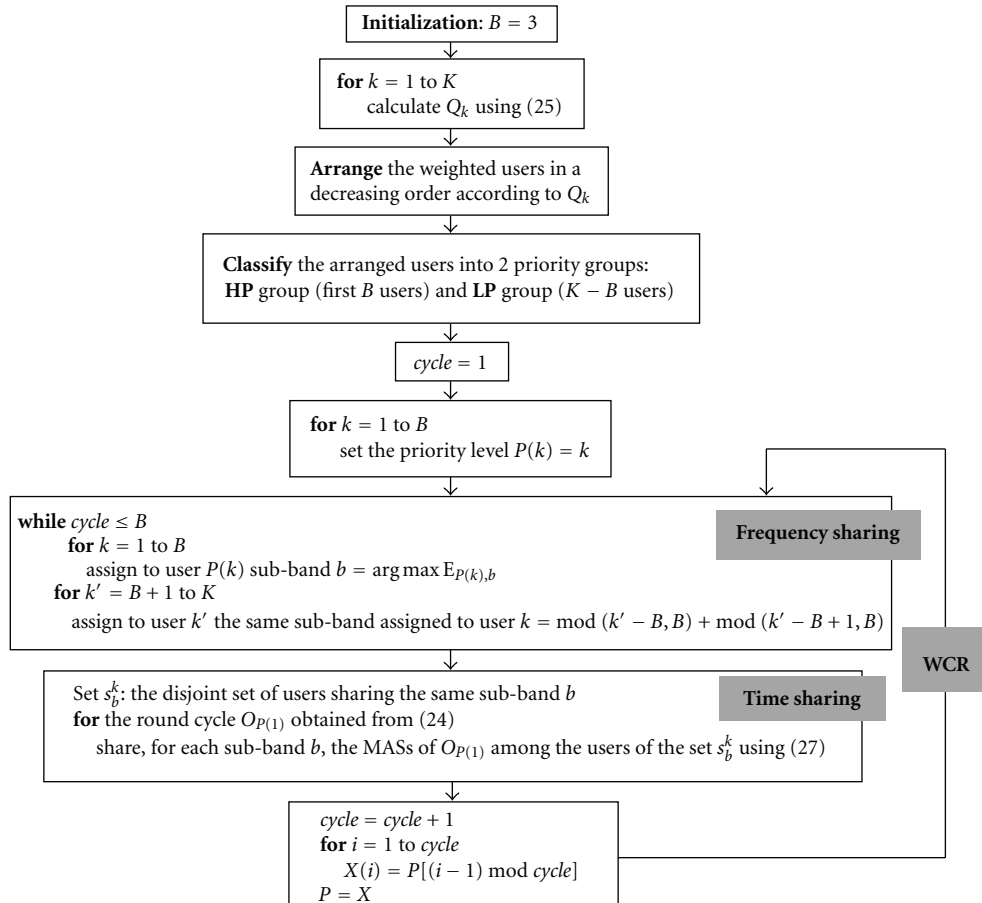 Initialization: B = 3
for k = 1 to K
calculate Q_k using (25)
Arrange the weighted users in a
decreasing order according to Q_k
Classify the arranged users into 2 priority groups:
HP group (first B users) and LP group (K − B users)
cycle = 1
for k = 1 to B
set the priority level P(k) = k
while cycle ≤ B
Frequency sharing
for k = 1 to B
assign to user P(k) sub-band b = arg max E_{P(k),b}
for k′ = B + 1 to K
assign to user k′ the same sub-band assigned to user k = mod (k′ − B, B) + mod (k′ − B + 1, B)
WCR
Set s_b^k: the disjoint set of users sharing the same sub-band b
Time sharing
for the round cycle O_{P(1)} obtained from (24)
share, for each sub-band b, the MASs of O_{P(1)} among the users of the set s_b^k using (27)
cycle = cycle + 1
for i = 1 to cycle
X(i) = P[(i − 1) mod cycle]
P = X